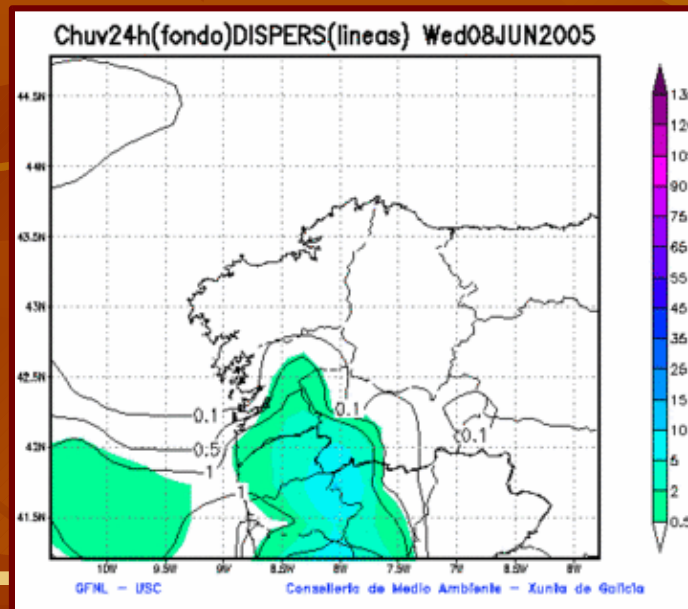 Chuv24h(fondo)DISPERS(lineas) Wed08JUN2005
44.5N
44N
43.5N
43N
42.5N
42N
41.5N
0.1
0.5
1
1
0.1
0.1
10W
9.5W
9W
8.5W
8W
7.5W
7W
6.5W
6W
90
75
65
55
45
35
25
15
10
5
2
0.5
GFNL - USC
Conselleria de Medio Ambiente - Xunta de Galicia